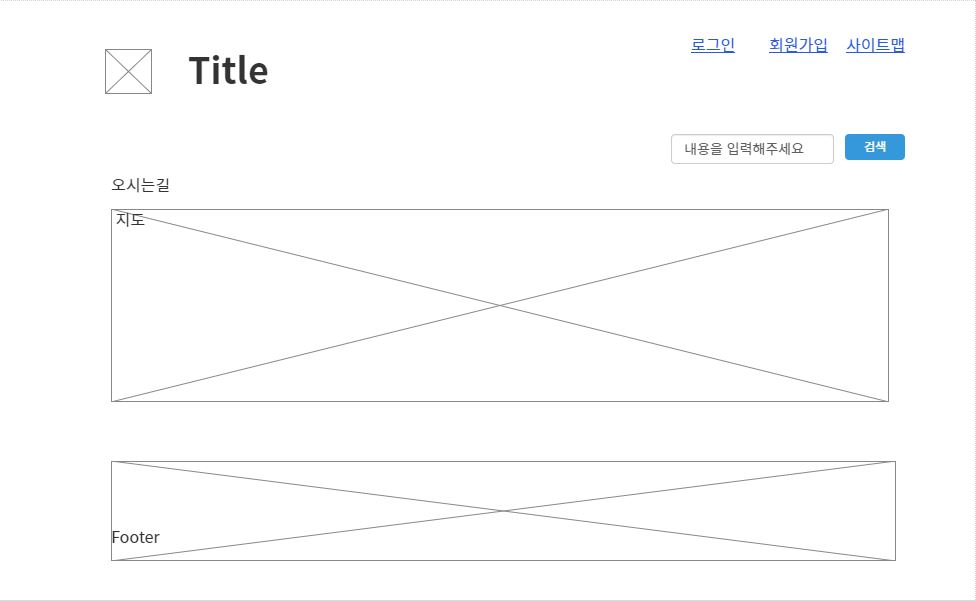 로그인 회원가입 사이트맵
Title
내용을 입력해주세요 검색
오시는길
지도
Footer